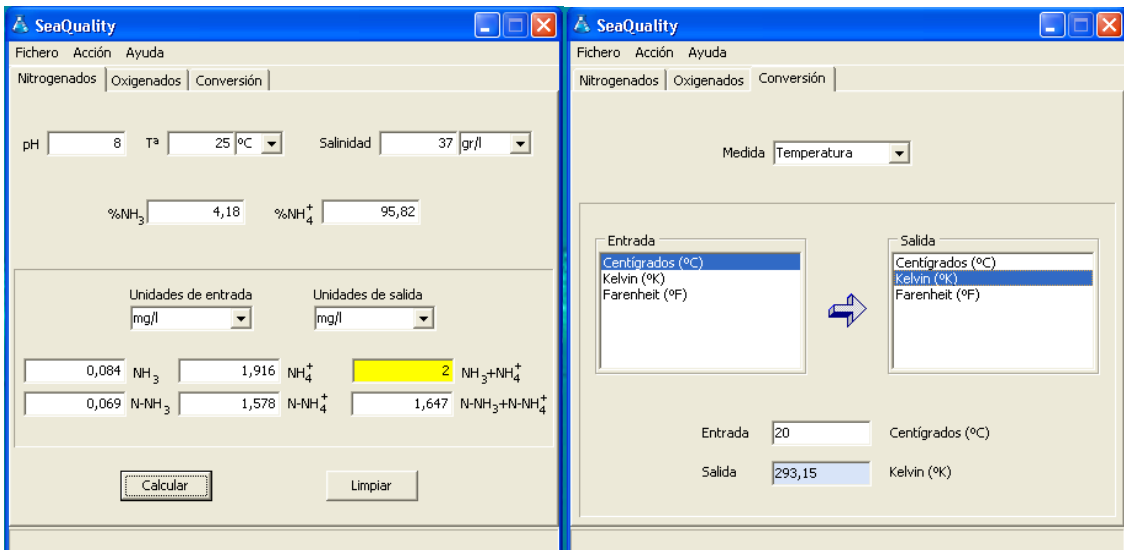 SeaQuality
Fichero Acción Ayuda
Nitrogenados Oxigenados Conversión
pH 8 Tª 25 ºC Salinidad 37 gr/l
%NH3 4,18 %NH4+ 95,82
Unidades de entrada Unidades de salida
mg/l mg/l
0,084 NH3 1,916 NH4+ 2 NH3+NH4+
0,069 N-NH3 1,578 N-NH4+ 1,647 N-NH3+N-NH4+
Calcular Limpiar
SeaQuality
Fichero Acción Ayuda
Nitrogenados Oxigenados Conversión
Medida Temperatura
Entrada Salida
Centígrados (ºC) Centígrados (ºC)
Kelvin (ºK) Kelvin (ºK)
Farenheit (ºF) Farenheit (ºF)
Entrada 20 Centígrados (ºC)
Salida 293,15 Kelvin (ºK)